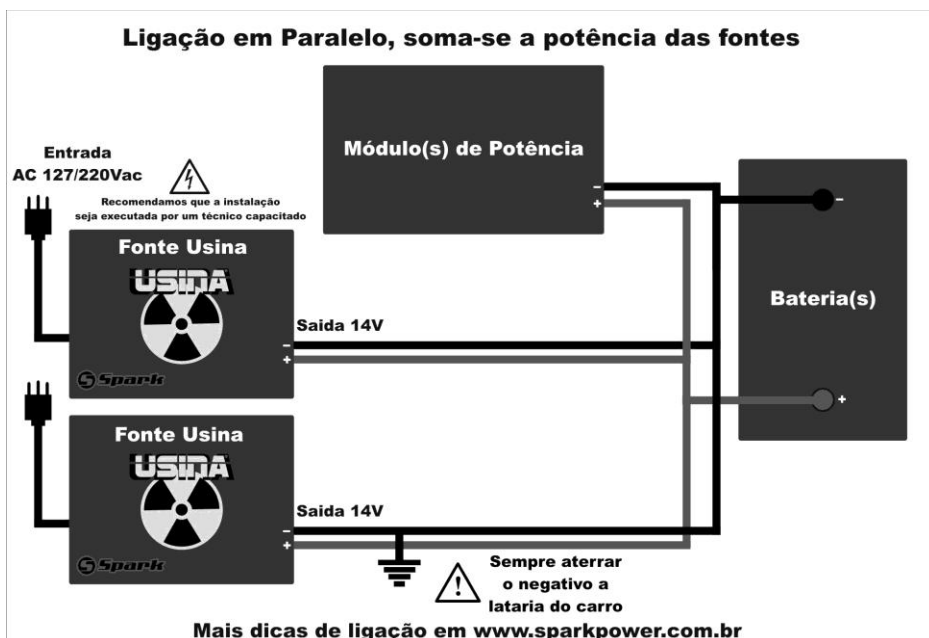 Ligação em Paralelo, soma-se a potência das fontes
Módulo(s) de Potência
-
+
Entrada
AC 127/220Vac
Recomendamos que a instalação
seja executada por um técnico capacitado
Fonte Usina
USINA
Spark
Saida 14V
-
+
Bateria(s)
-
+
Fonte Usina
USINA
Spark
Saida 14V
-
+
Sempre aterrar
o negativo a
lataria do carro
Mais dicas de ligação em www.sparkpower.com.br